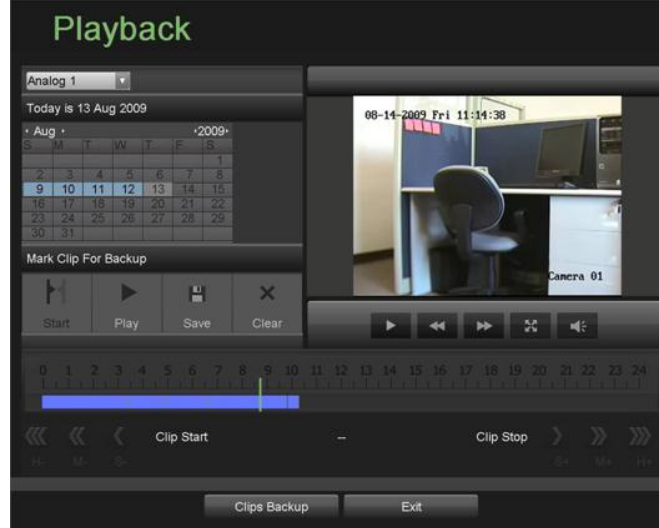 Playback
Analog 1
Today is 13 Aug 2009
Aug 2009
S M T W T F S
1
2 3 4 5 6 7 8
9 10 11 12 13 14 15
16 17 18 19 20 21 22
23 24 25 26 27 28 29
30 31
Mark Clip For Backup
Start Play Save Clear
08-14-2009 Fri 11:14:38
Camera 01
0 1 2 3 4 5 6 7 8 9 10 11 12 13 14 15 16 17 18 19 20 21 22 23 24
Clip Start -- Clip Stop
H- M- S- S+ M+ H+
Clips Backup Exit